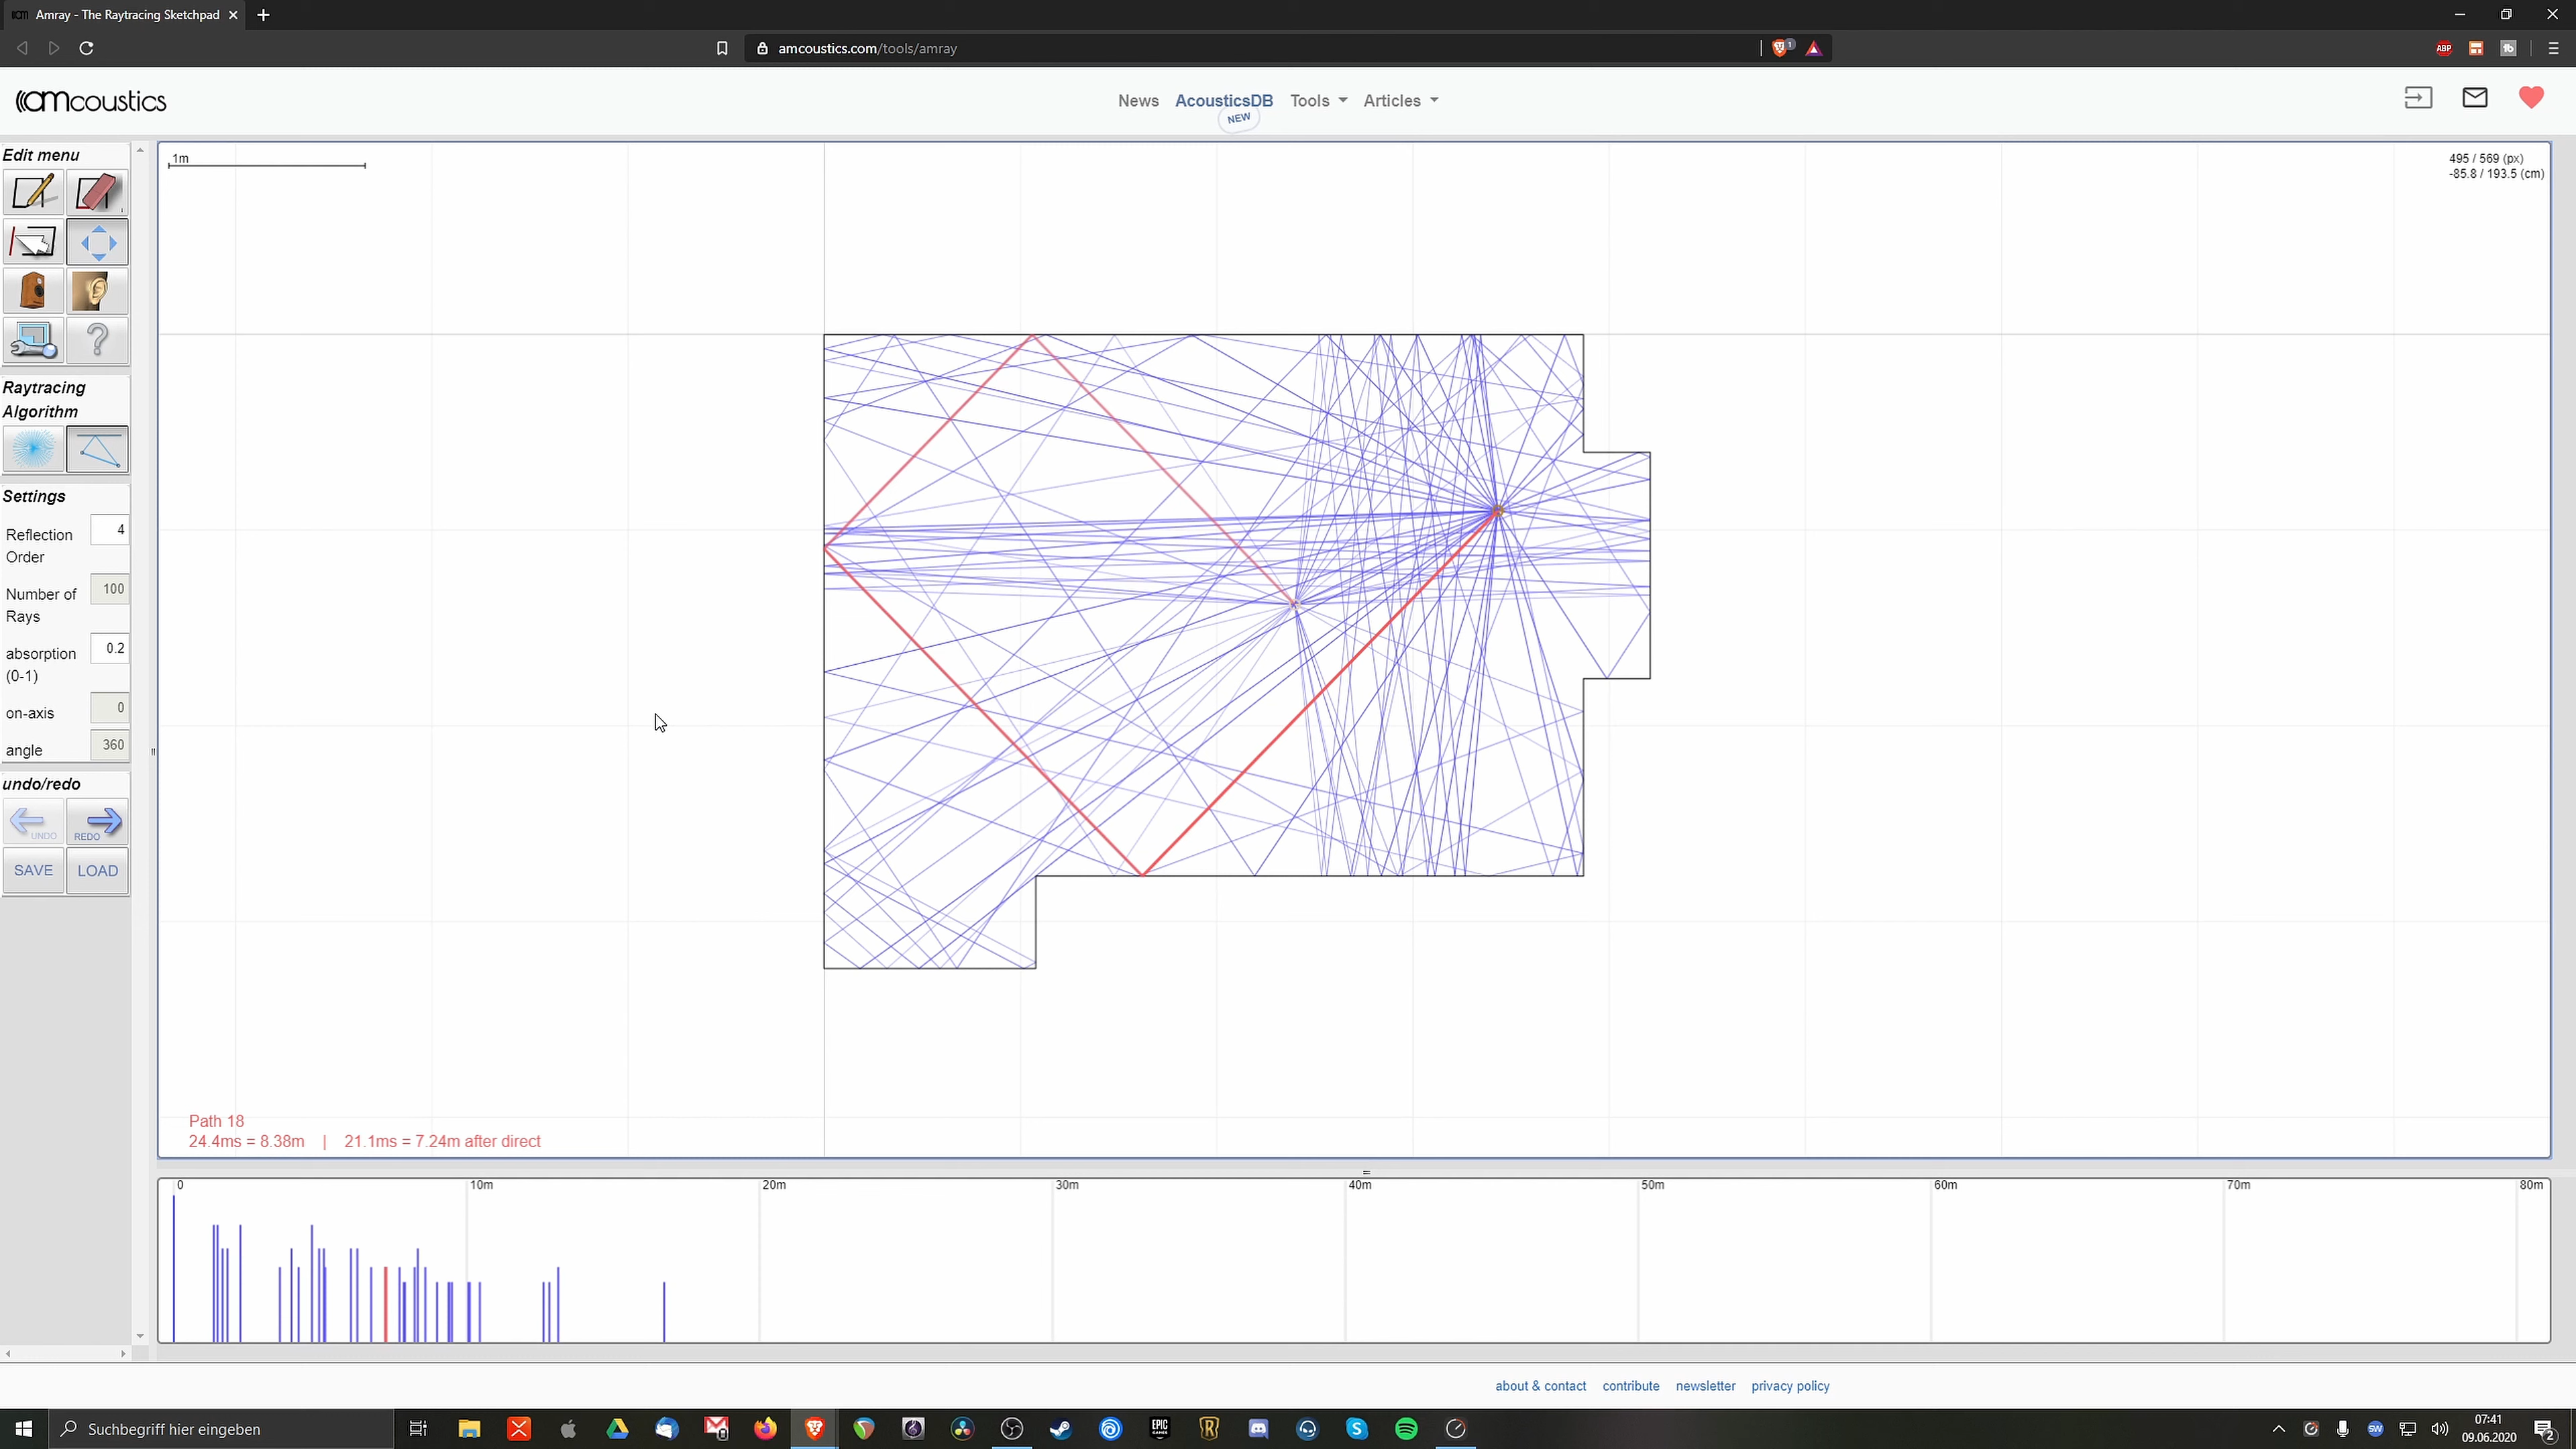 Amray - The Raytracing Sketchpad
amcoustics.com/tools/amray
ABP
amcoustics
News AcousticsDB Tools Articles
NEW
Edit menu
1m
495 / 569 (px)
-85.8 / 193.5 (cm)
Raytracing
Algorithm
Settings
Reflection
Order
4
Number of
Rays
100
absorption
(0-1)
0.2
on-axis
0
angle
360
undo/redo
UNDO
REDO
SAVE
LOAD
Path 18
24.4ms = 8.38m | 21.1ms = 7.24m after direct
0 10m 20m 30m 40m 50m 60m 70m 80m
about & contact contribute newsletter privacy policy
Suchbegriff hier eingeben
EPIC
GAMES
07:41
09.06.2020
2